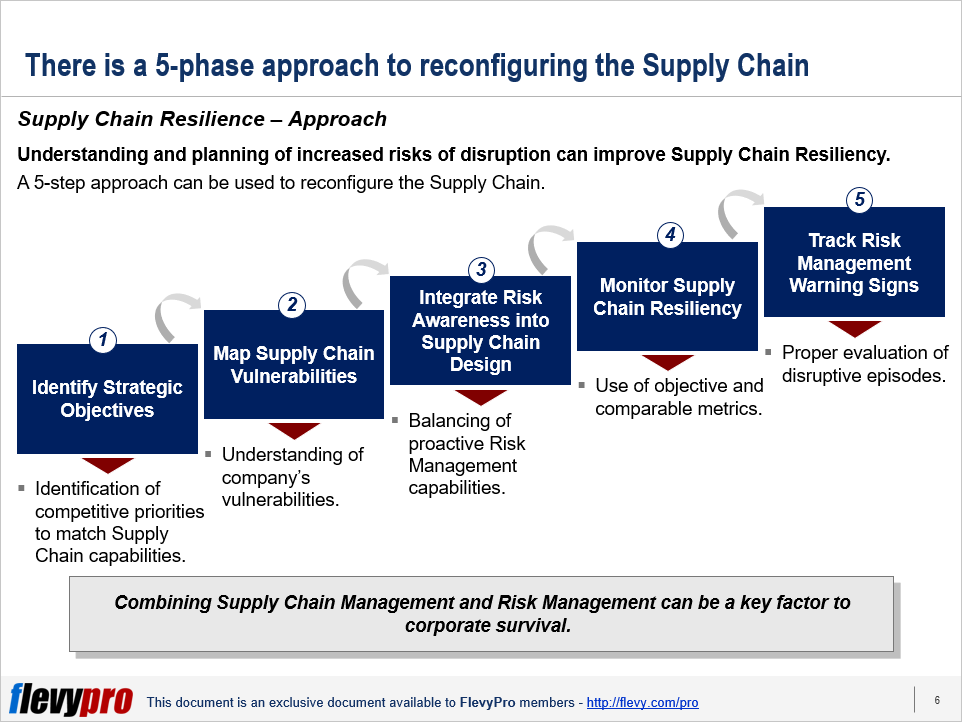 There is a 5-phase approach to reconfiguring the Supply Chain
Supply Chain Resilience – Approach
Understanding and planning of increased risks of disruption can improve Supply Chain Resiliency.
A 5-step approach can be used to reconfigure the Supply Chain.
1
Identify Strategic
Objectives
▪ Identification of
competitive priorities
to match Supply
Chain capabilities.
2
Map Supply Chain
Vulnerabilities
▪ Understanding of
company’s
vulnerabilities.
3
Integrate Risk
Awareness into
Supply Chain
Design
▪ Balancing of
proactive Risk
Management
capabilities.
4
Monitor Supply
Chain Resiliency
▪ Use of objective and
comparable metrics.
5
Track Risk
Management
Warning Signs
▪ Proper evaluation of
disruptive episodes.
Combining Supply Chain Management and Risk Management can be a key factor to
corporate survival.
flevypro
This document is an exclusive document available to FlevyPro members - http://flevy.com/pro
6